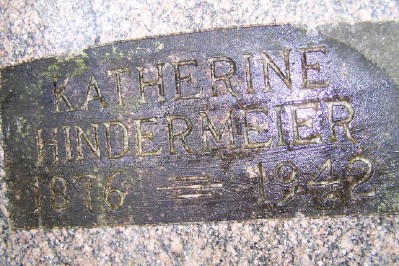 KATHERINE
HINDERMEIER
1876 = 1942